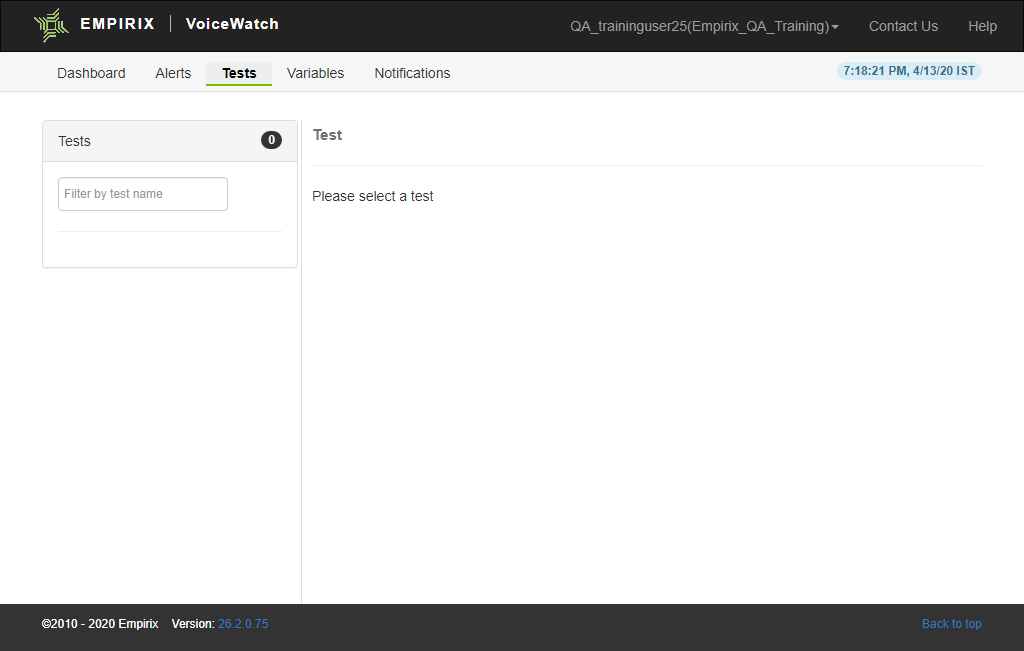 EMPIRIX | VoiceWatch
QA_traininguser25(Empirix_QA_Training)
Contact Us
Help
Dashboard
Alerts
Tests
Variables
Notifications
7:18:21 PM, 4/13/20 IST
Tests
0
Filter by test name
Test
Please select a test
©2010 - 2020 Empirix
Version: 26.2.0.75
Back to top